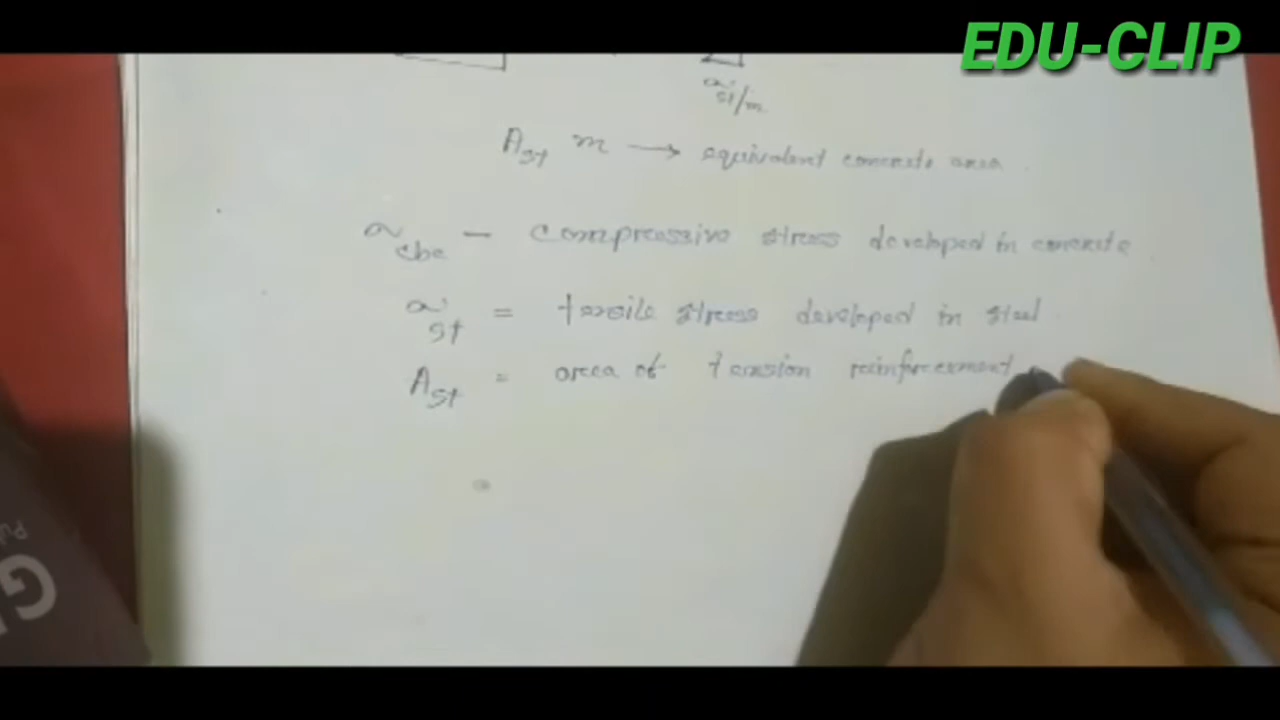 EDU-CLIP
σst/m
Ast m → equivalent concrete area
σcbc - compressive stress developed in concrete
σst = tensile stress developed in steel
Ast = area of tension reinforcement
G